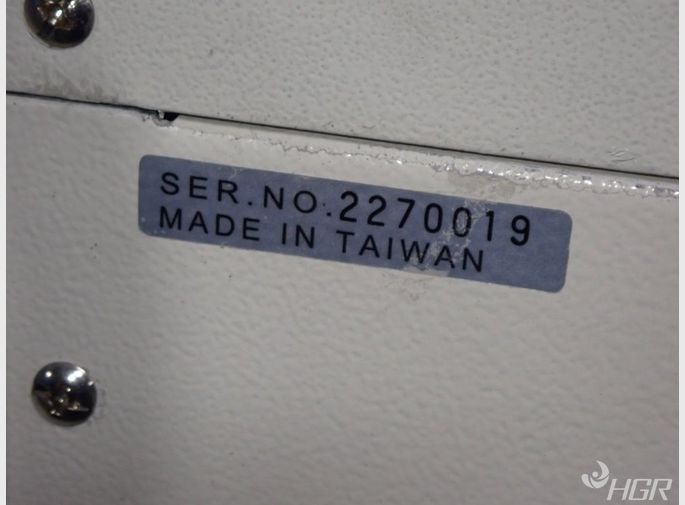 SER.NO.:2270019
MADE IN TAIWAN
HGR